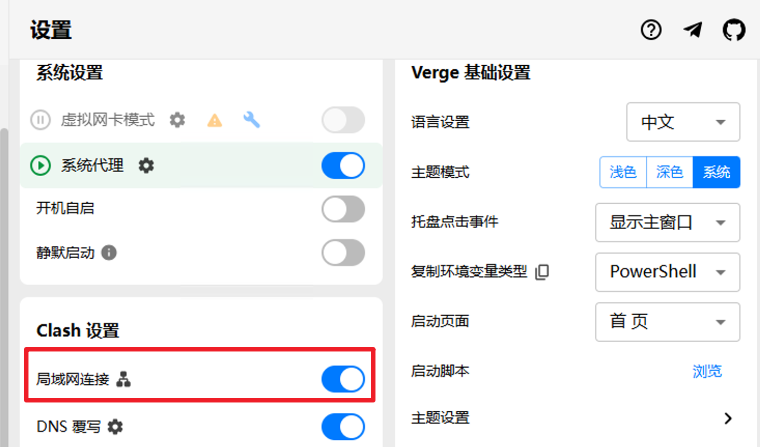 设置
系统设置
虚拟网卡模式
系统代理
开机自启
静默启动
Clash 设置
局域网连接
DNS 覆写
Verge 基础设置
语言设置 中文
主题模式 浅色 深色 系统
托盘点击事件 显示主窗口
复制环境变量类型 PowerShell
启动页面 首 页
启动脚本 浏览
主题设置